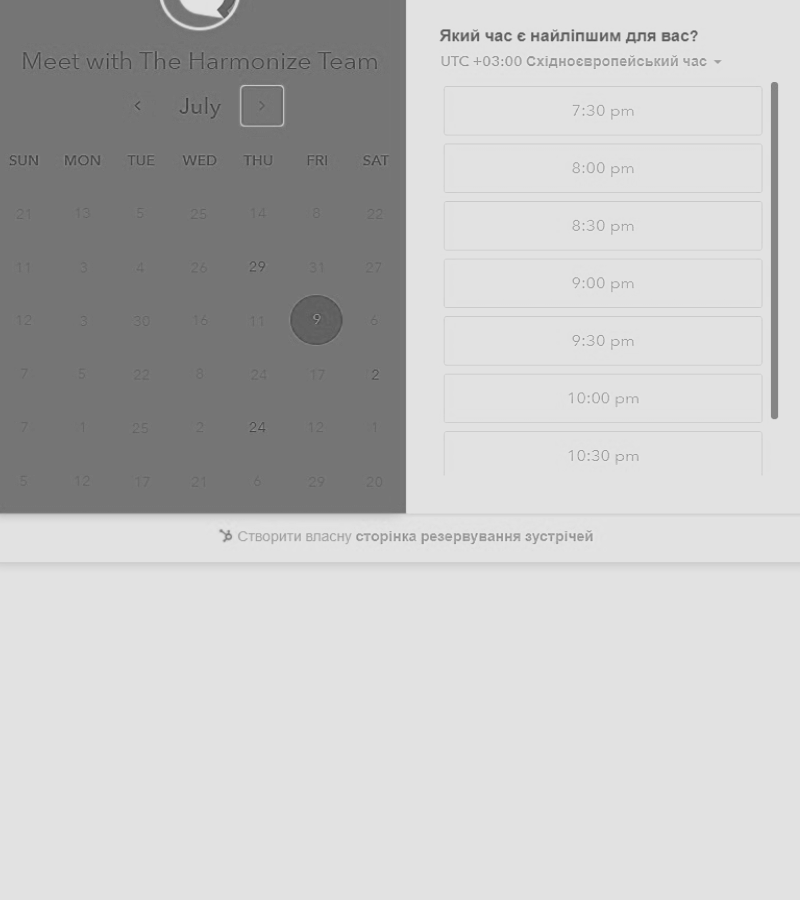 Meet with The Harmonize Team
July
SUN MON TUE WED THU FRI SAT
21 13 5 25 14 8 22
11 3 4 26 29 31 27
12 3 30 16 11 9 6
7 5 22 8 24 17 2
7 1 25 2 24 12 1
5 12 17 21 6 29 20
Який час є найліпшим для вас?
UTC +03:00 Східноєвропейський час
7:30 pm
8:00 pm
8:30 pm
9:00 pm
9:30 pm
10:00 pm
10:30 pm
Створити власну сторінка резервування зустрічей